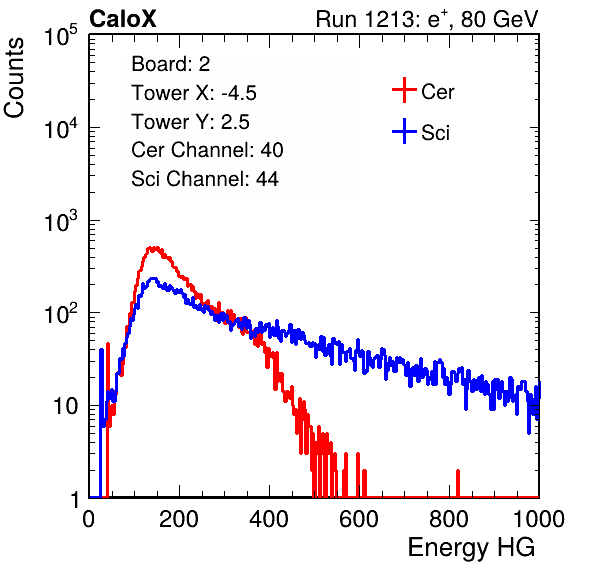 CaloX Run 1213: e⁺, 80 GeV
Counts
10⁵
10⁴
10³
10²
10
1
Board: 2
Tower X: -4.5
Tower Y: 2.5
Cer Channel: 40
Sci Channel: 44
Cer
Sci
0 200 400 600 800 1000
Energy HG